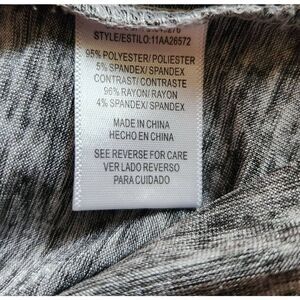 STYLE/ESTILO:11AA26572
95% POLYESTER/ POLIESTER
5% SPANDEX/ SPANDEX
CONTRAST/ CONTRASTE
96% RAYON/ RAYON
4% SPANDEX/ SPANDEX
MADE IN CHINA
HECHO EN CHINA
SEE REVERSE FOR CARE
VER LADO REVERSO
PARA CUIDADO